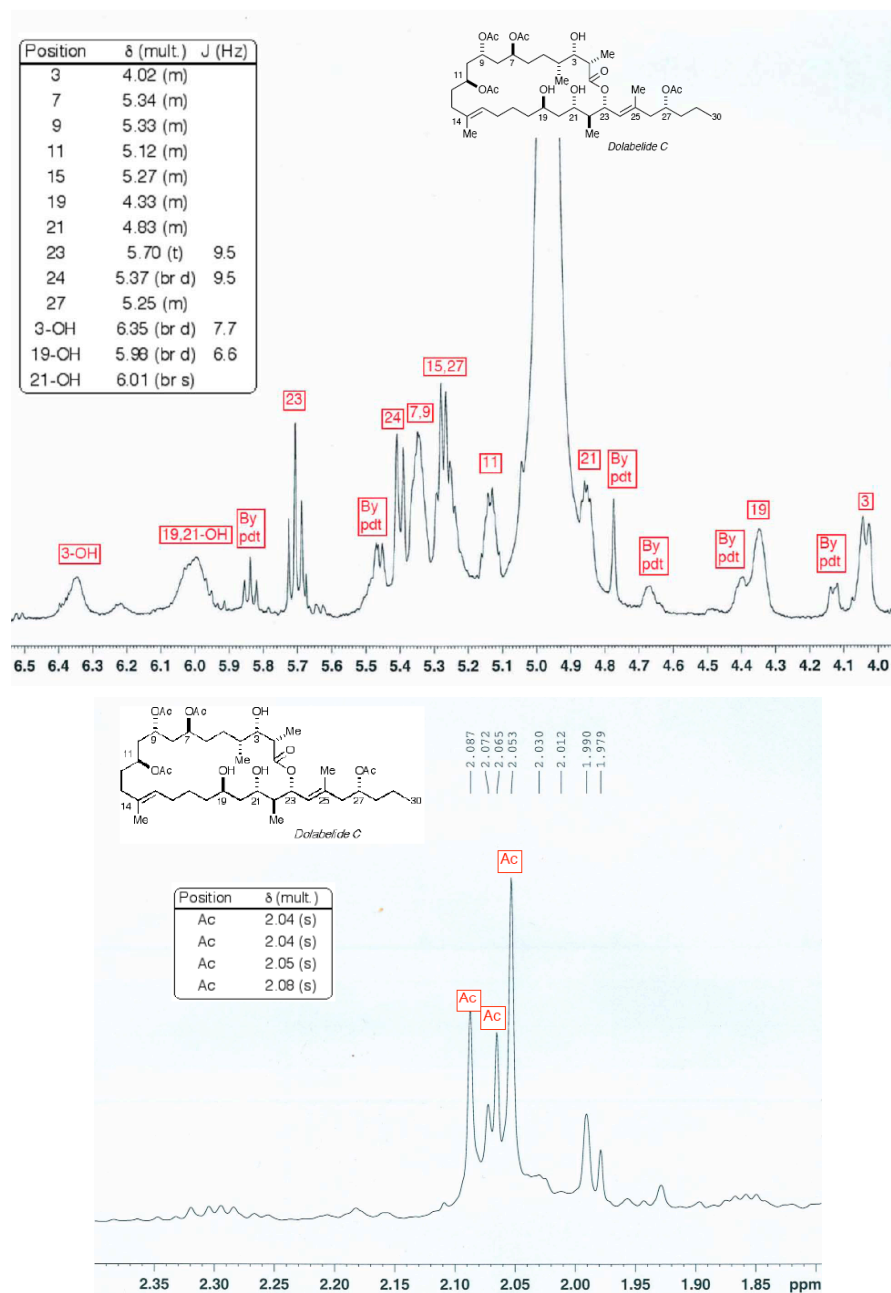 Position δ (mult.) J (Hz)
3 4.02 (m)
7 5.34 (m)
9 5.33 (m)
11 5.12 (m)
15 5.27 (m)
19 4.33 (m)
21 4.83 (m)
23 5.70 (t) 9.5
24 5.37 (br d) 9.5
27 5.25 (m)
3-OH 6.35 (br d) 7.7
19-OH 5.98 (br d) 6.6
21-OH 6.01 (br s)
OAc OAc OH
9 7 3 Me
11 Me O
OAc OH OH O Me OAc
14 19 21 23 25 27 30
Me Me
Dolabelide C
3-OH
19,21-OH
By
pdt
23
By
pdt
24
7,9
15,27
11
21
By
pdt
By
pdt
By
pdt
19
By
pdt
3
6.5 6.4 6.3 6.2 6.1 6.0 5.9 5.8 5.7 5.6 5.5 5.4 5.3 5.2 5.1 5.0 4.9 4.8 4.7 4.6 4.5 4.4 4.3 4.2 4.1 4.0
OAc OAc OH
9 7 3 Me
11 Me O
OAc OH OH O Me OAc
14 19 21 23 25 27 30
Me Me
Dolabelide C
2.087
2.072
2.065
2.053
2.030
2.012
1.990
1.979
Position δ (mult.)
Ac 2.04 (s)
Ac 2.04 (s)
Ac 2.05 (s)
Ac 2.08 (s)
Ac
Ac
Ac
2.35 2.30 2.25 2.20 2.15 2.10 2.05 2.00 1.95 1.90 1.85 ppm